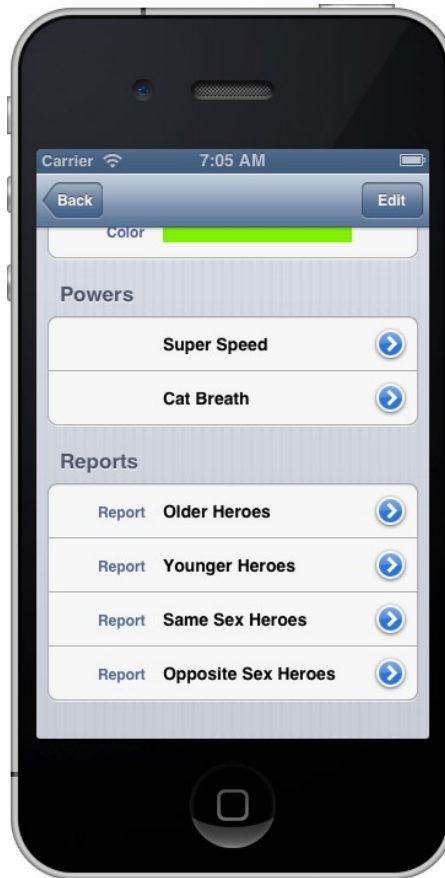 Carrier 7:05 AM
Back Edit
Color
Powers
Super Speed
Cat Breath
Reports
Report Older Heroes
Report Younger Heroes
Report Same Sex Heroes
Report Opposite Sex Heroes